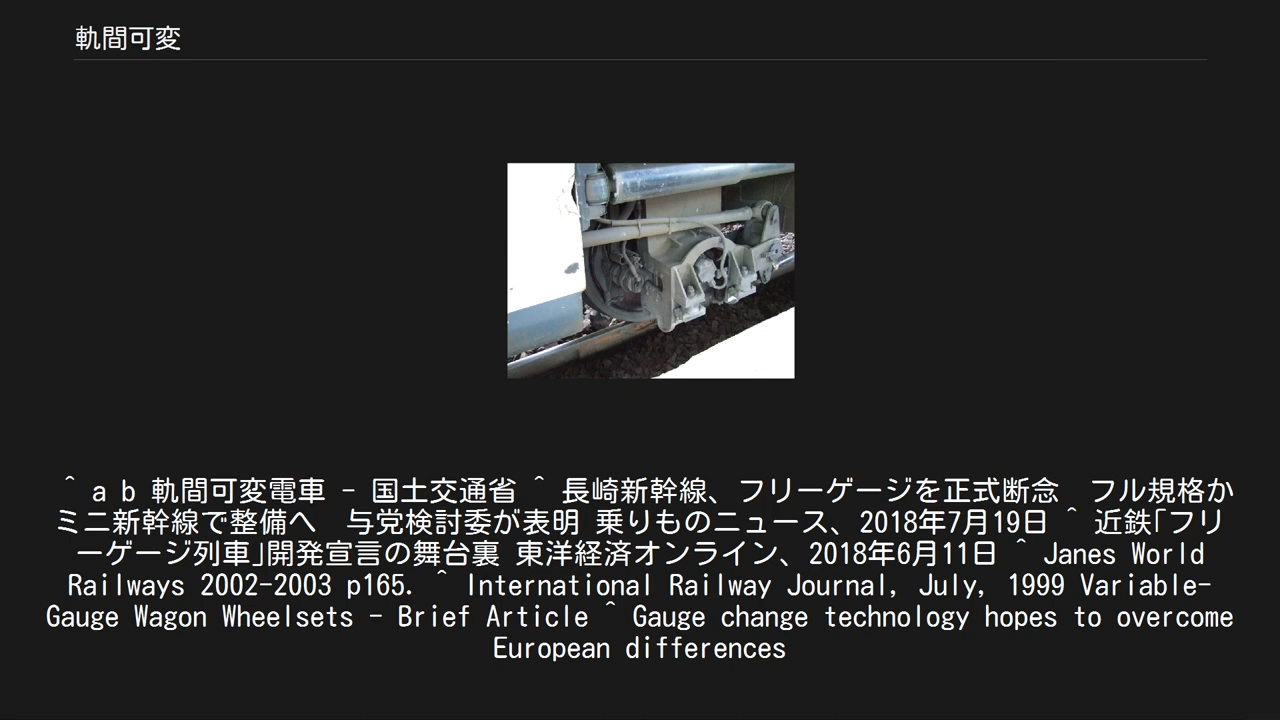 軌間可変
^ a b 軌間可変電車 - 国土交通省 ^ 長崎新幹線、フリーゲージを正式断念　フル規格か
ミニ新幹線で整備へ　与党検討委が表明 乗りものニュース、2018年7月19日 ^ 近鉄｢フリ
ーゲージ列車｣開発宣言の舞台裏 東洋経済オンライン、2018年6月11日 ^ Janes World
Railways 2002-2003 p165. ^ International Railway Journal, July, 1999 Variable-
Gauge Wagon Wheelsets - Brief Article ^ Gauge change technology hopes to overcome
European differences